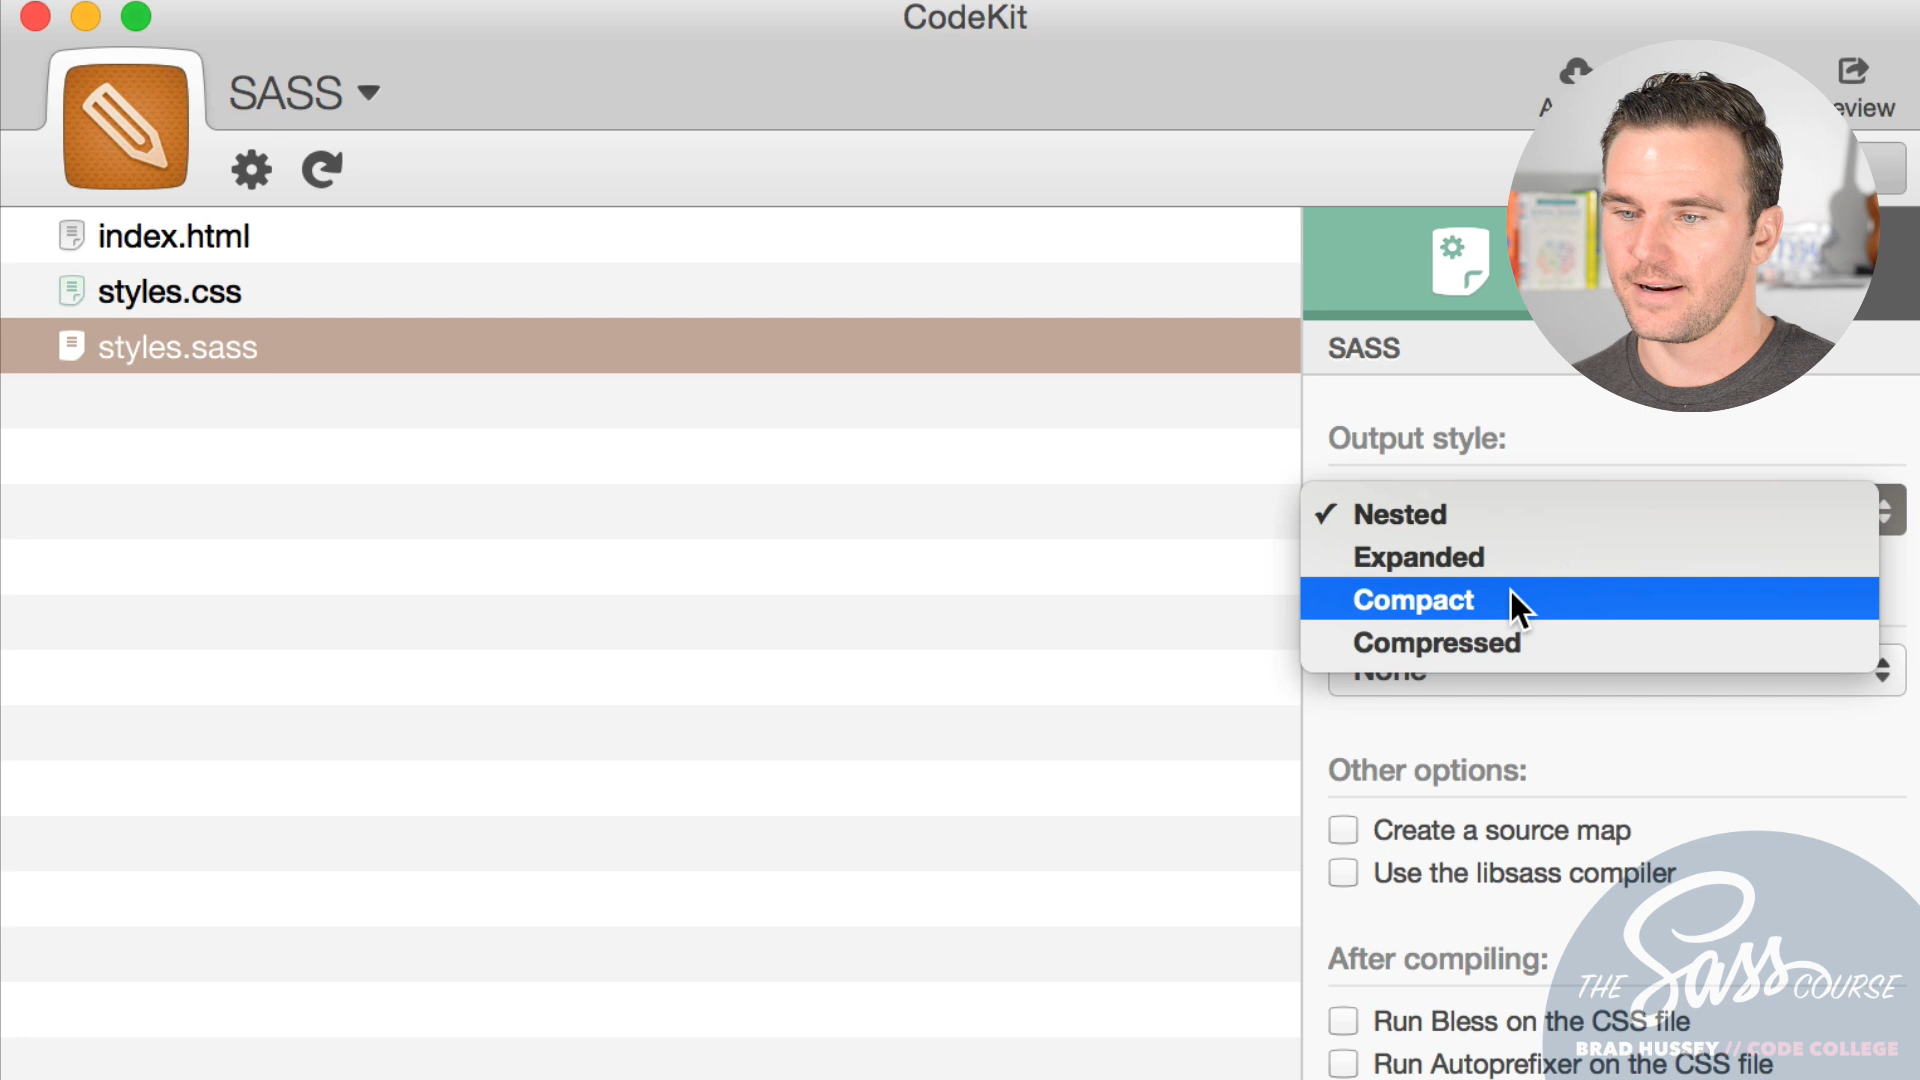 CodeKit
SASS
A
eview
index.html
styles.css
styles.sass
SASS
Output style:
Nested
Expanded
Compact
Compressed
None
Other options:
Create a source map
Use the libsass compiler
After compiling:
Run Bless on the CSS file
Run Autoprefixer on the CSS file
THE Sass COURSE
BRAD HUSSEY // CODE COLLEGE